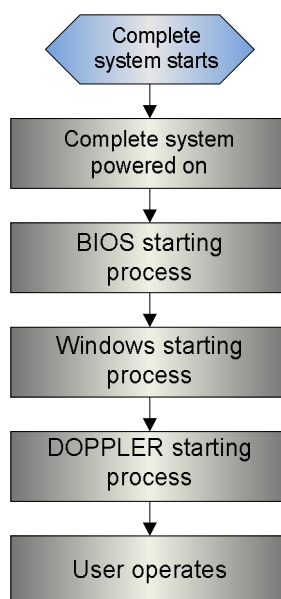 Complete
system starts
Complete system
powered on
BIOS starting
process
Windows starting
process
DOPPLER starting
process
User operates